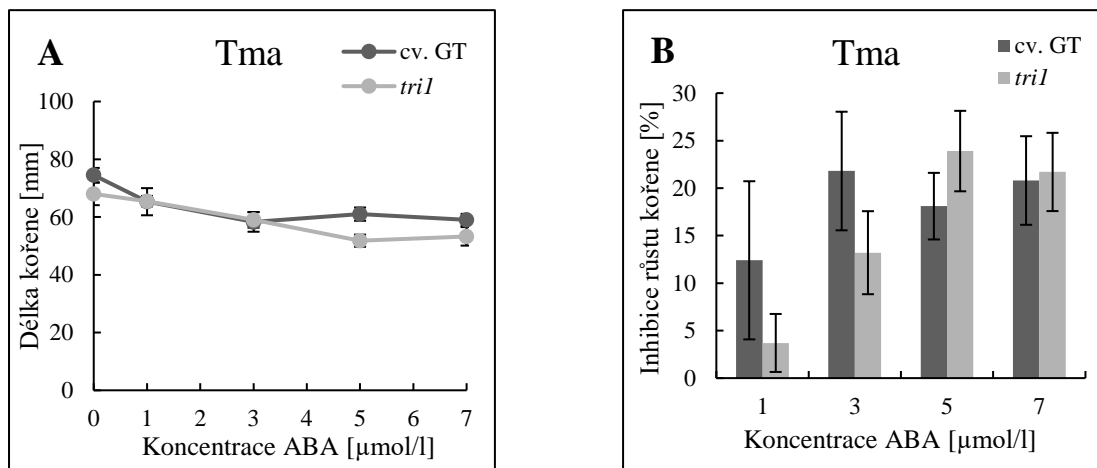 A
Tma
cv. GT
tri1
100
80
60
40
20
0
Délka kořene [mm]
0 1 2 3 4 5 6 7
Koncentrace ABA [µmol/l]
B
Tma
cv. GT
tri1
30
25
20
15
10
5
0
Inhibice růstu kořene [%]
1 3 5 7
Koncentrace ABA [µmol/l]